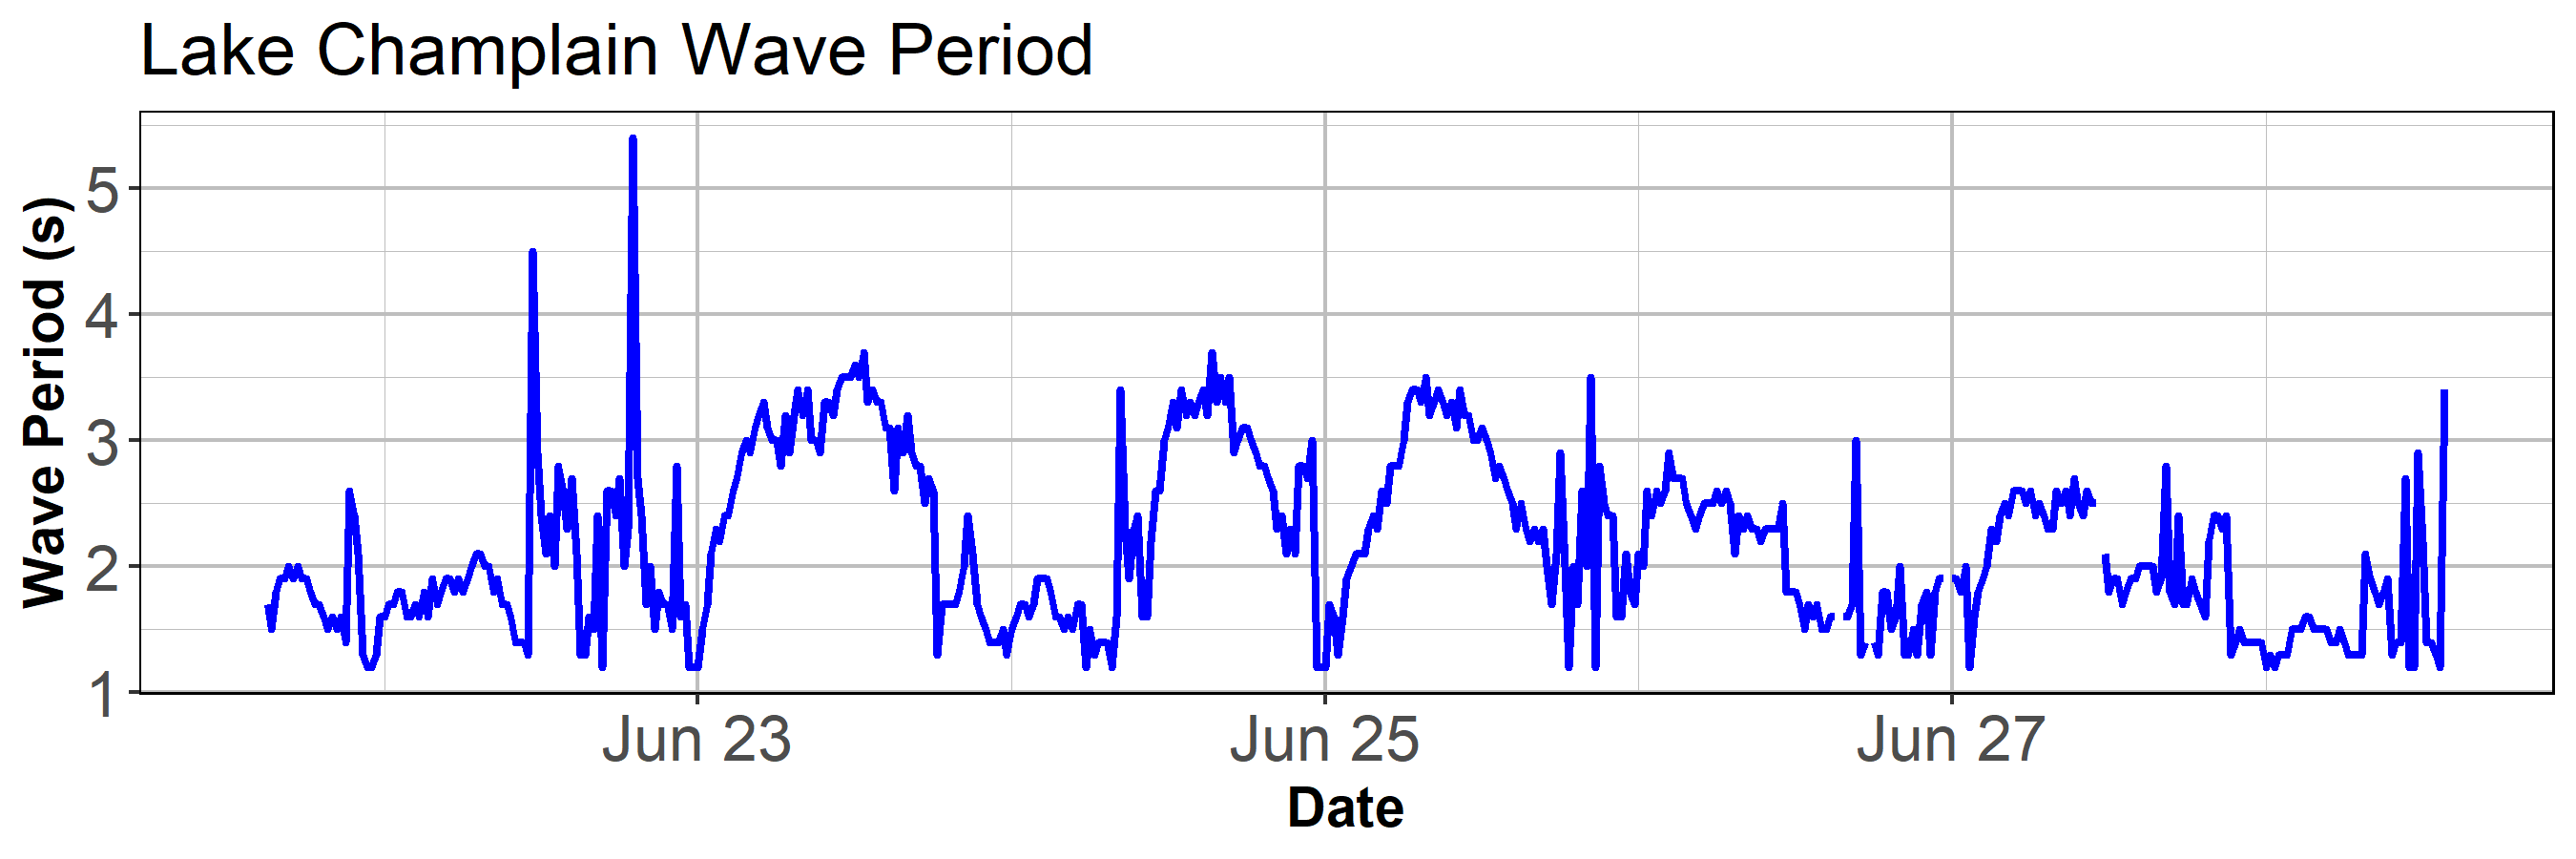 Lake Champlain Wave Period
Wave Period (s)
5
4
3
2
1
Jun 23
Jun 25
Jun 27
Date